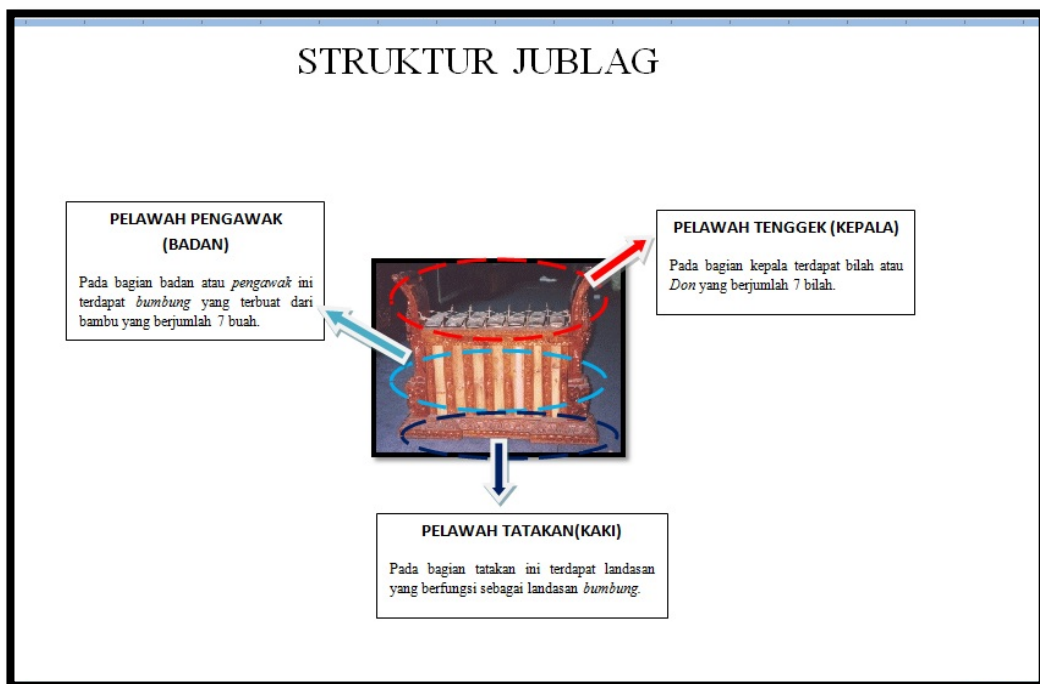 STRUKTUR JUBLAG
PELAWAH PENGAWAK
(BADAN)
Pada bagian badan atau pengawak ini
terdapat bumbung yang terbuat dari
bambu yang berjumlah 7 buah.
PELAWAH TENGGEK (KEPALA)
Pada bagian kepala terdapat bilah atau
Don yang berjumlah 7 bilah.
PELAWAH TATAKAN(KAKI)
Pada bagian tatakan ini terdapat landasan
yang berfungsi sebagai landasan bumbung.